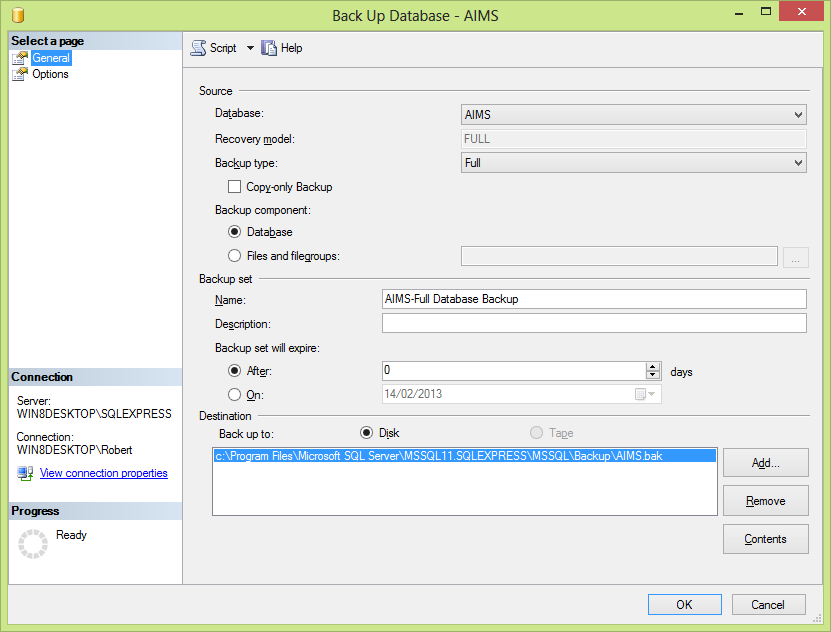 Back Up Database - AIMS
Select a page
General
Options
Script
Help
Source
Database:
AIMS
Recovery model:
FULL
Backup type:
Full
Copy-only Backup
Backup component:
Database
Files and filegroups:
...
Backup set
Name:
AIMS-Full Database Backup
Description:
Backup set will expire:
After:
0
days
On:
14/02/2013
Destination
Back up to:
Disk
Tape
c:\Program Files\Microsoft SQL Server\MSSQL11.SQLEXPRESS\MSSQL\Backup\AIMS.bak
Add...
Remove
Contents
Connection
Server:
WIN8DESKTOP\SQLEXPRESS
Connection:
WIN8DESKTOP\Robert
View connection properties
Progress
Ready
OK
Cancel